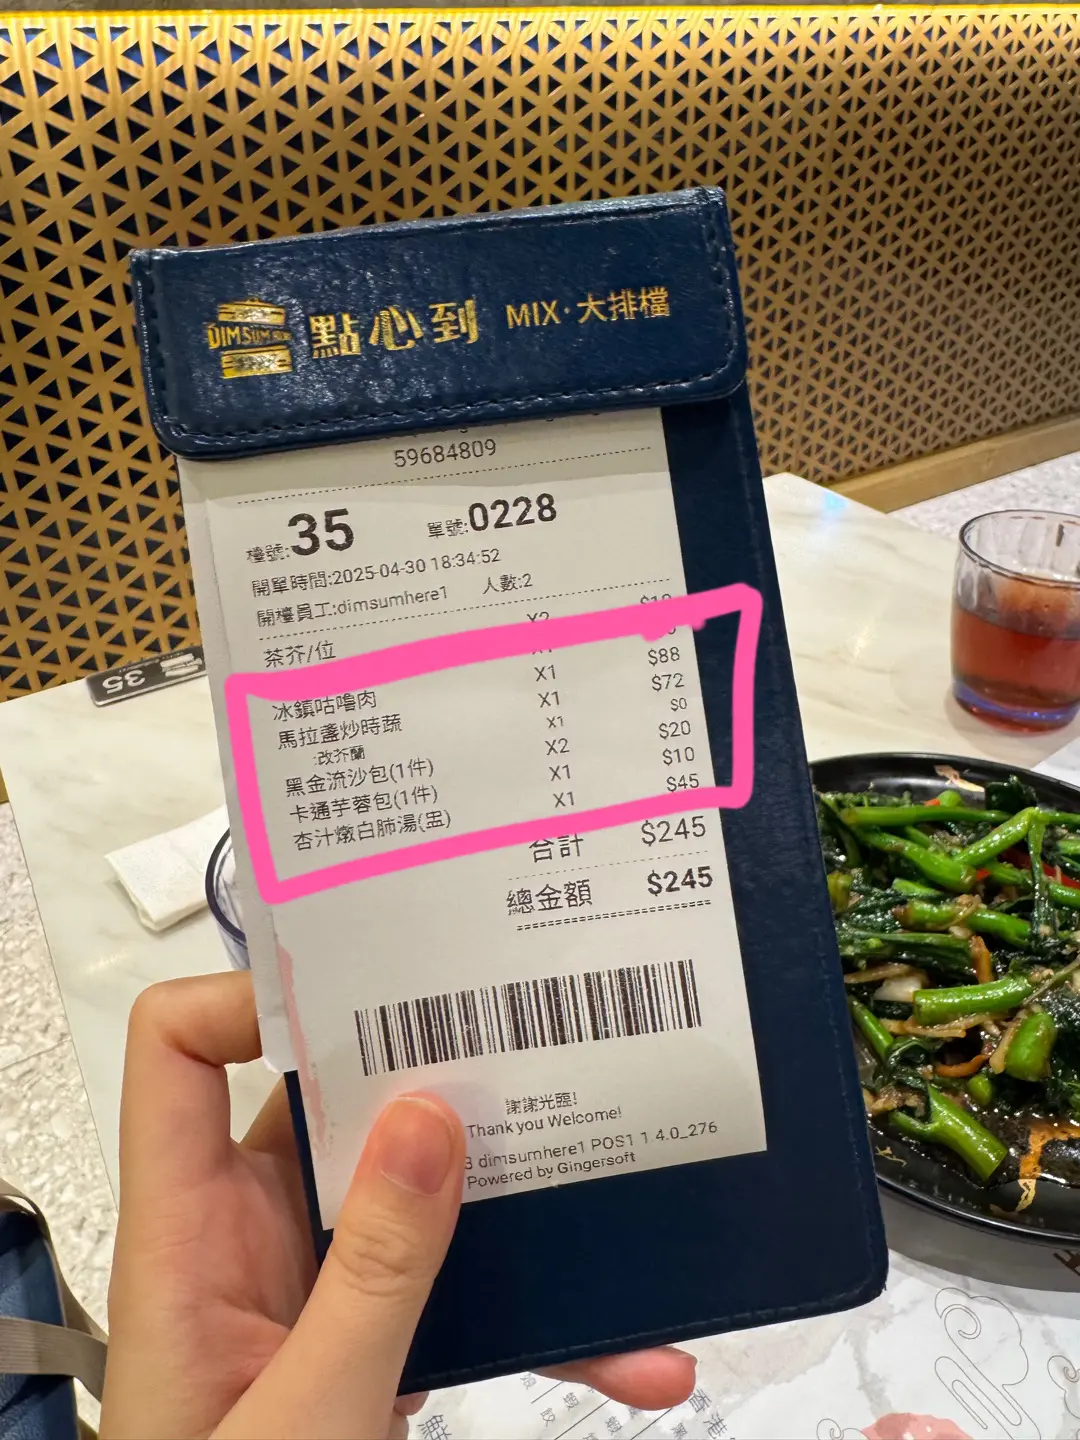 DIMSUM
點心到 MIX·大排檔
59684809
檯號:35 單號:0228
開單時間:2025-04-30 18:34:52
開檯員工:dimsumhere1 人數:2
茶芥/位 X2
冰鎮咕嚕肉 X1 $88
馬拉盞炒時蔬 X1 $72
:改芥蘭 X1 $0
黑金流沙包(1件) X2 $20
卡通芋蓉包(1件) X1 $10
杏汁燉白肺湯(盅) X1 $45
合計 $245
總金額 $245
謝謝光臨!
Thank you Welcome!
dimsumhere1 POS1 1 4.0_276
Powered by Gingersoft
35